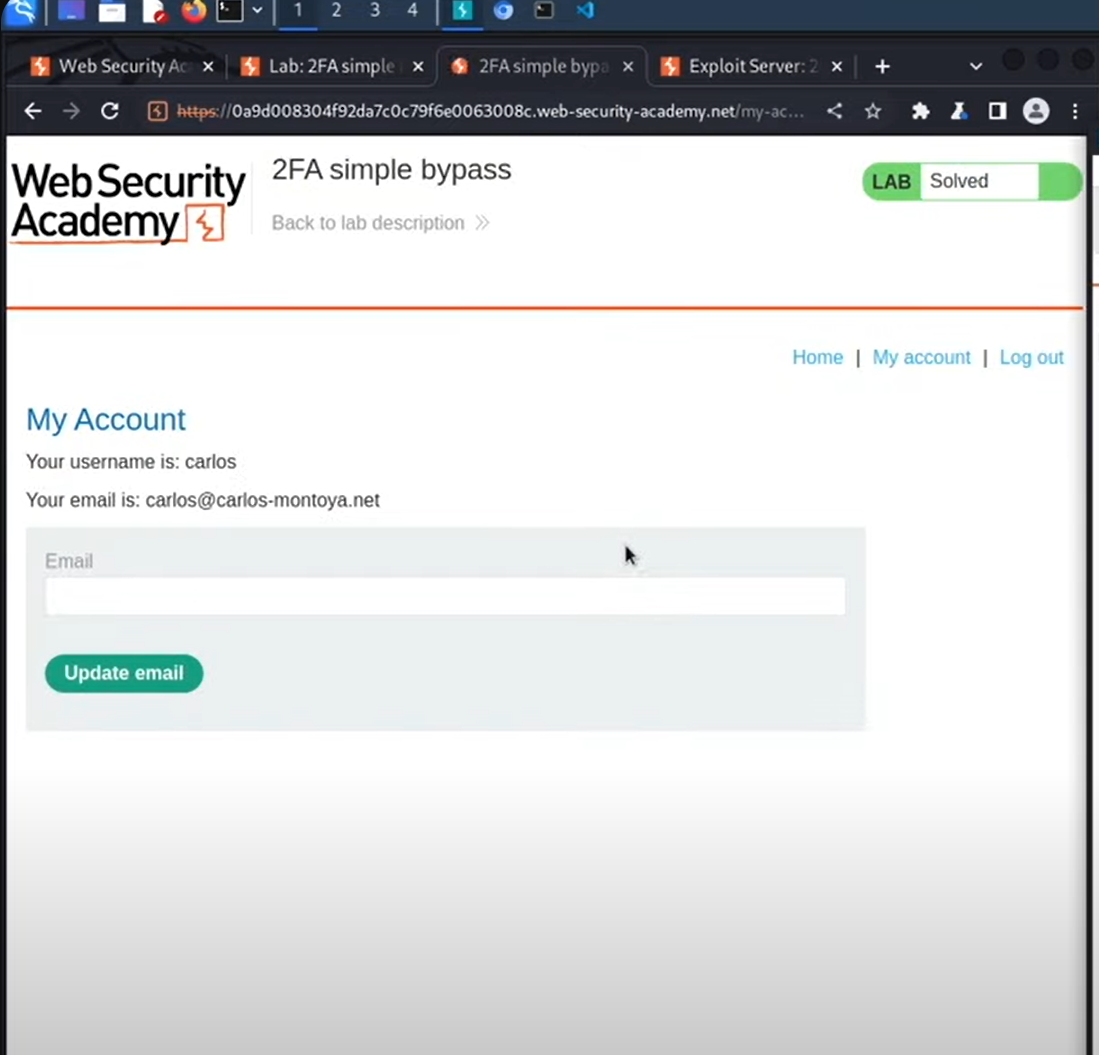 1 2 3 4
Web Security Ac
Lab: 2FA simple
2FA simple bypa
Exploit Server: 2
https://0a9d008304f92da7c0c79f6e0063008c.web-security-academy.net/my-ac...
Web Security
Academy
2FA simple bypass
Back to lab description
LAB Solved
Home | My account | Log out
My Account
Your username is: carlos
Your email is: carlos@carlos-montoya.net
Email
Update email